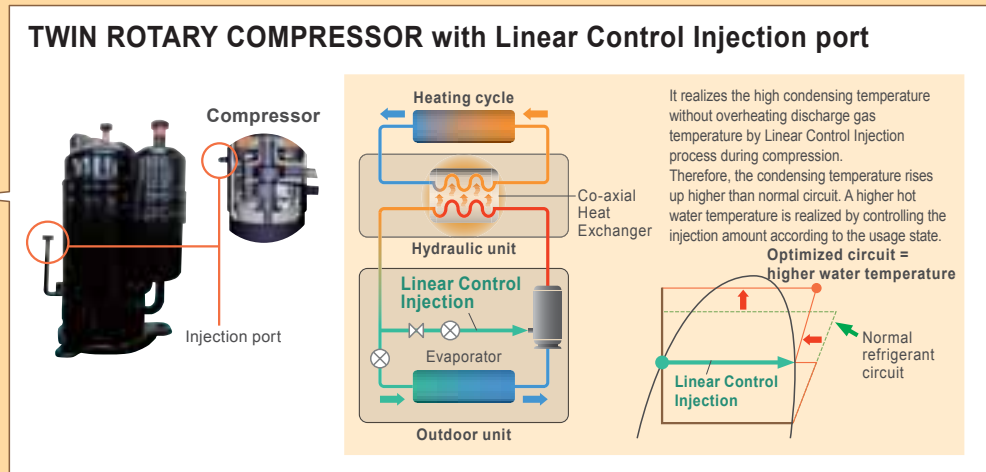 TWIN ROTARY COMPRESSOR with Linear Control Injection port
Compressor
Injection port
Heating cycle
Co-axial
Heat
Exchanger
Hydraulic unit
Linear Control
Injection
Evaporator
Outdoor unit
It realizes the high condensing temperature
without overheating discharge gas
temperature by Linear Control Injection
process during compression.
Therefore, the condensing temperature rises
up higher than normal circuit. A higher hot
water temperature is realized by controlling the
injection amount according to the usage state.
Optimized circuit =
higher water temperature
Normal
refrigerant
circuit
Linear Control
Injection